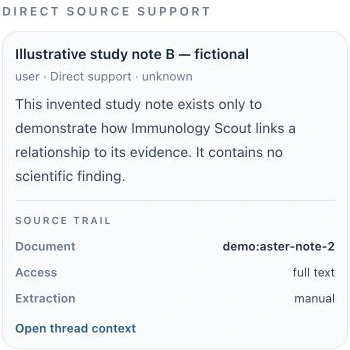 DIRECT SOURCE SUPPORT
Illustrative study note B — fictional
user · Direct support · unknown
This invented study note exists only to
demonstrate how Immunology Scout links a
relationship to its evidence. It contains no
scientific finding.
SOURCE TRAIL
Document demo:aster-note-2
Access full text
Extraction manual
Open thread context